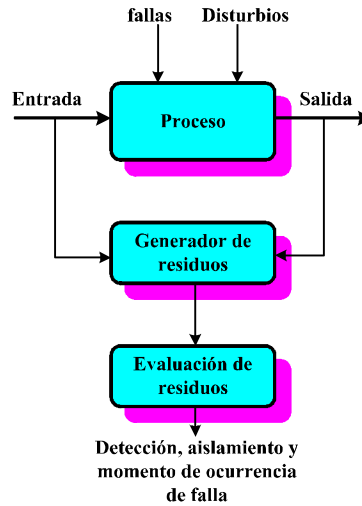 fallas
Disturbios
Entrada
Salida
Proceso
Generador de
residuos
Evaluación de
residuos
Detección, aislamiento y
momento de ocurrencia
de falla